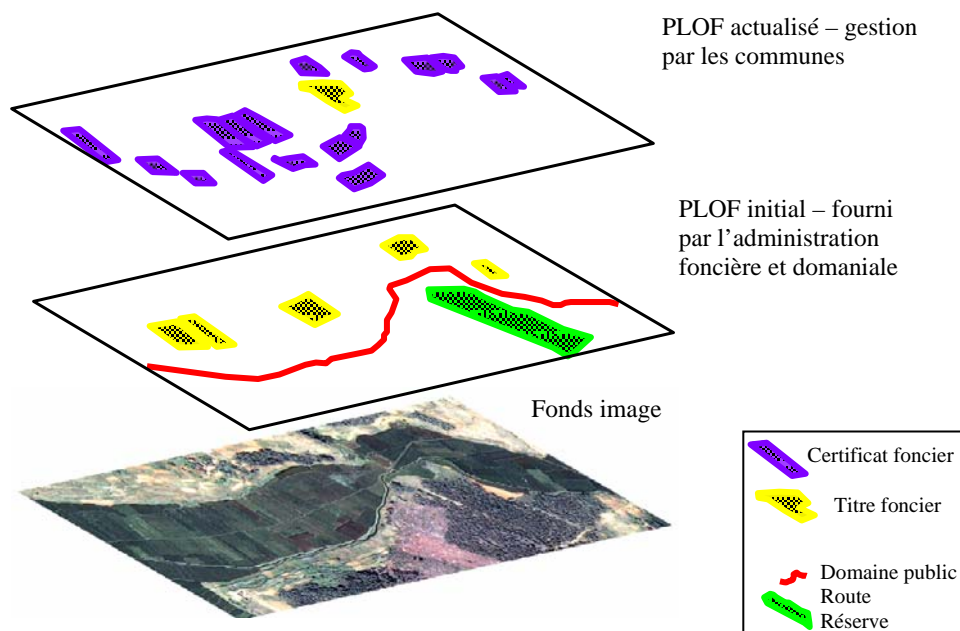 PLOF actualisé – gestion
par les communes
PLOF initial – fourni
par l’administration
foncière et domaniale
Fonds image
Certificat foncier
Titre foncier
Domaine public
Route
Réserve